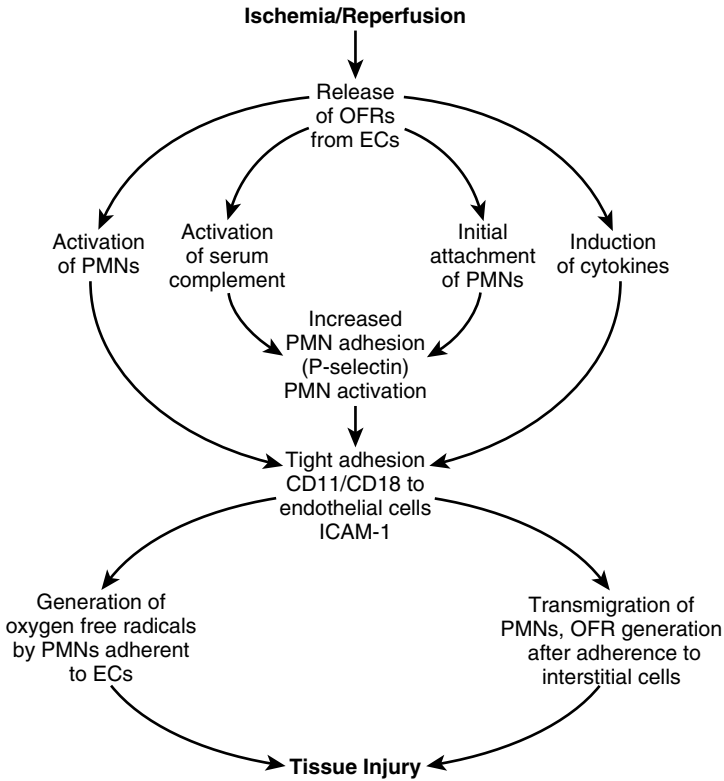 Ischemia/Reperfusion
Release
of OFRs
from ECs
Activation
of PMNs
Activation
of serum
complement
Initial
attachment
of PMNs
Induction
of cytokines
Increased
PMN adhesion
(P-selectin)
PMN activation
Tight adhesion
CD11/CD18 to
endothelial cells
ICAM-1
Generation of
oxygen free radicals
by PMNs adherent
to ECs
Transmigration of
PMNs, OFR generation
after adherence to
interstitial cells
Tissue Injury